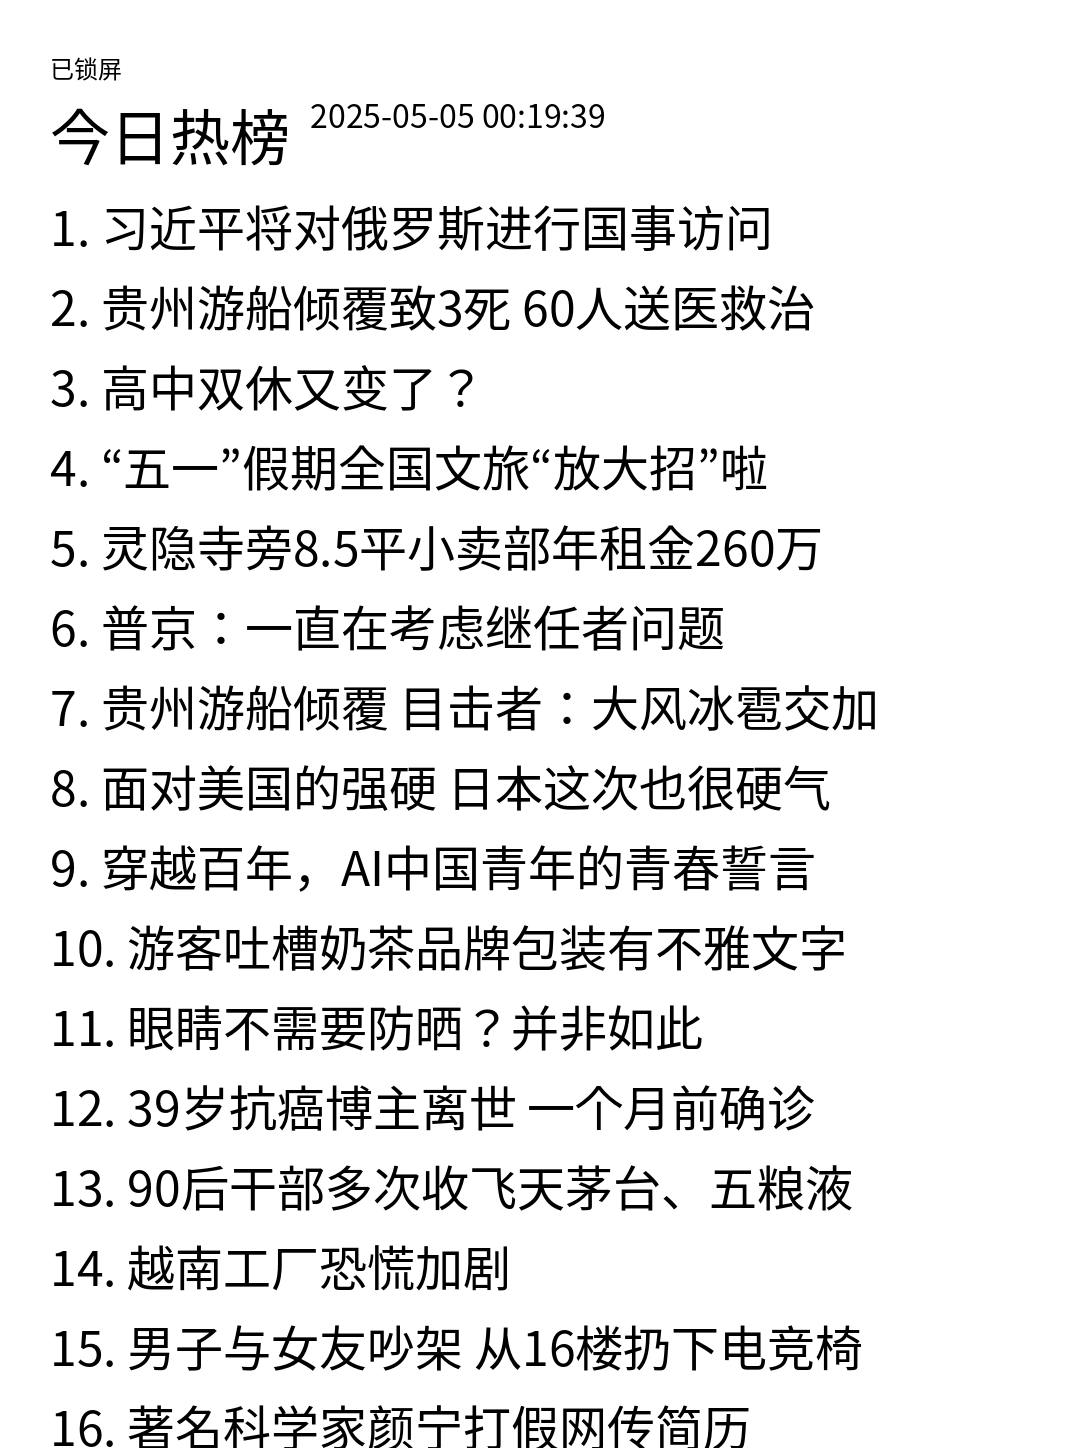 已锁屏
今日热榜 2025-05-05 00:19:39
1. 习近平将对俄罗斯进行国事访问
2. 贵州游船倾覆致3死 60人送医救治
3. 高中双休又变了？
4. “五一”假期全国文旅“放大招”啦
5. 灵隐寺旁8.5平小卖部年租金260万
6. 普京：一直在考虑继任者问题
7. 贵州游船倾覆 目击者：大风冰雹交加
8. 面对美国的强硬 日本这次也很硬气
9. 穿越百年，AI中国青年的青春誓言
10. 游客吐槽奶茶品牌包装有不雅文字
11. 眼睛不需要防晒？并非如此
12. 39岁抗癌博主离世 一个月前确诊
13. 90后干部多次收飞天茅台、五粮液
14. 越南工厂恐慌加剧
15. 男子与女友吵架 从16楼扔下电竞椅
16. 著名科学家颜宁打假网传简历